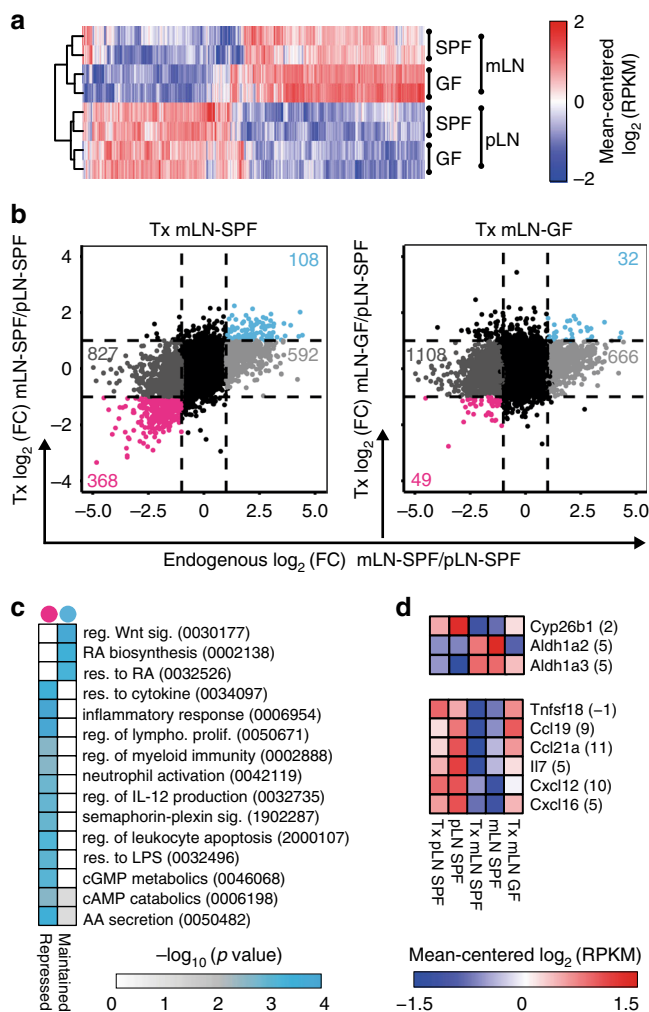 a
SPF
GF
mLN
SPF
GF
pLN
2
0
−2
Mean-centered
log2 (RPKM)
b
Tx mLN-SPF
Tx mLN-GF
Tx log2 (FC) mLN-SPF/pLN-SPF
4
2
0
−2
−4
108
827
592
368
−5.0
−2.5
0
2.5
5.0
Tx log2 (FC) mLN-GF/pLN-SPF
32
1108
666
49
−5.0
−2.5
0
2.5
5.0
Endogenous log2 (FC) mLN-SPF/pLN-SPF
c
reg. Wnt sig. (0030177)
RA biosynthesis (0002138)
res. to RA (0032526)
res. to cytokine (0034097)
inflammatory response (0006954)
reg. of lympho. prolif. (0050671)
reg. of myeloid immunity (0002888)
neutrophil activation (0042119)
reg. of IL-12 production (0032735)
semaphorin-plexin sig. (1902287)
reg. of leukocyte apoptosis (2000107)
res. to LPS (0032496)
cGMP metabolics (0046068)
cAMP catabolics (0006198)
AA secretion (0050482)
Repressed
Maintained
−log10 (p value)
0 1 2 3 4
d
Cyp26b1 (2)
Aldh1a2 (5)
Aldh1a3 (5)
Tnfsf18 (−1)
Ccl19 (9)
Ccl21a (11)
Il7 (5)
Cxcl12 (10)
Cxcl16 (5)
Tx pLN SPF
pLN SPF
Tx mLN SPF
mLN SPF
Tx mLN GF
Mean-centered log2 (RPKM)
−1.5 0 1.5